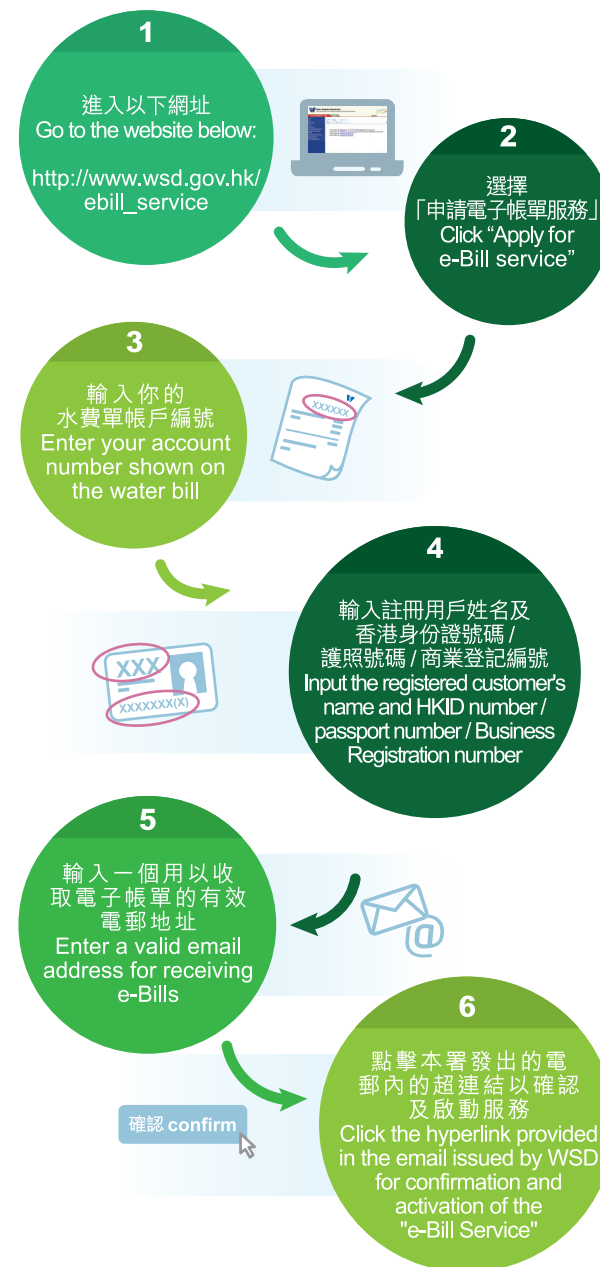 1
進入以下網址
Go to the website below:
http://www.wsd.gov.hk/
ebill_service
2
選擇
「申請電子帳單服務」
Click “Apply for
e-Bill service”
3
輸入你的
水費單帳戶編號
Enter your account
number shown on
the water bill
XXXXXX
4
輸入註冊用戶姓名及
香港身份證號碼 /
護照號碼 / 商業登記編號
Input the registered customer's
name and HKID number /
passport number / Business
Registration number
XXX
XXXXXXX(X)
5
輸入一個用以收
取電子帳單的有效
電郵地址
Enter a valid email
address for receiving
e-Bills
@
6
點擊本署發出的電
郵內的超連結以確認
及啟動服務
Click the hyperlink provided
in the email issued by WSD
for confirmation and
activation of the
"e-Bill Service"
確認 confirm